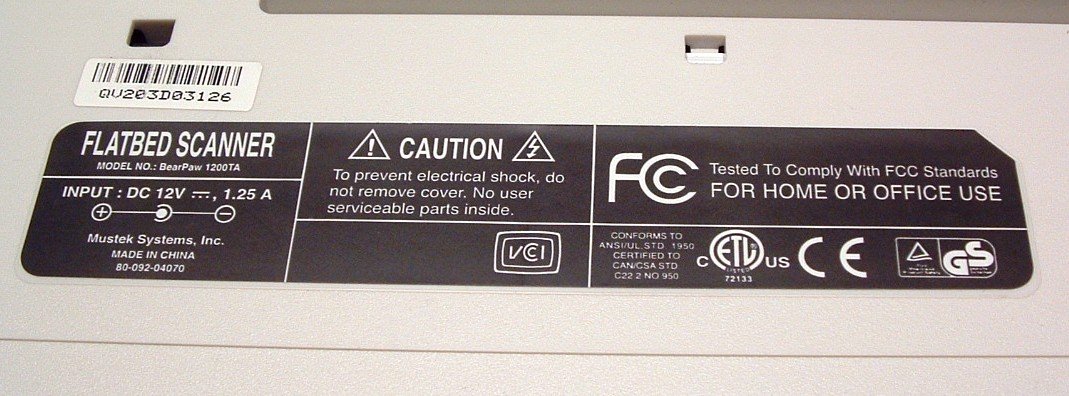 QV203D03126
FLATBED SCANNER
MODEL NO.: BearPaw 1200TA
INPUT : DC 12V ⎓, 1.25 A
Mustek Systems, Inc.
MADE IN CHINA
80-092-04070
CAUTION
To prevent electrical shock, do
not remove cover. No user
serviceable parts inside.
VCI
FCC
Tested To Comply With FCC Standards
FOR HOME OR OFFICE USE
CONFORMS TO
ANSI/UL.STD 1950
CERTIFIED TO
CAN/CSA STD
C22.2 NO 950
C ETL US
LISTED
72133
CE
GS